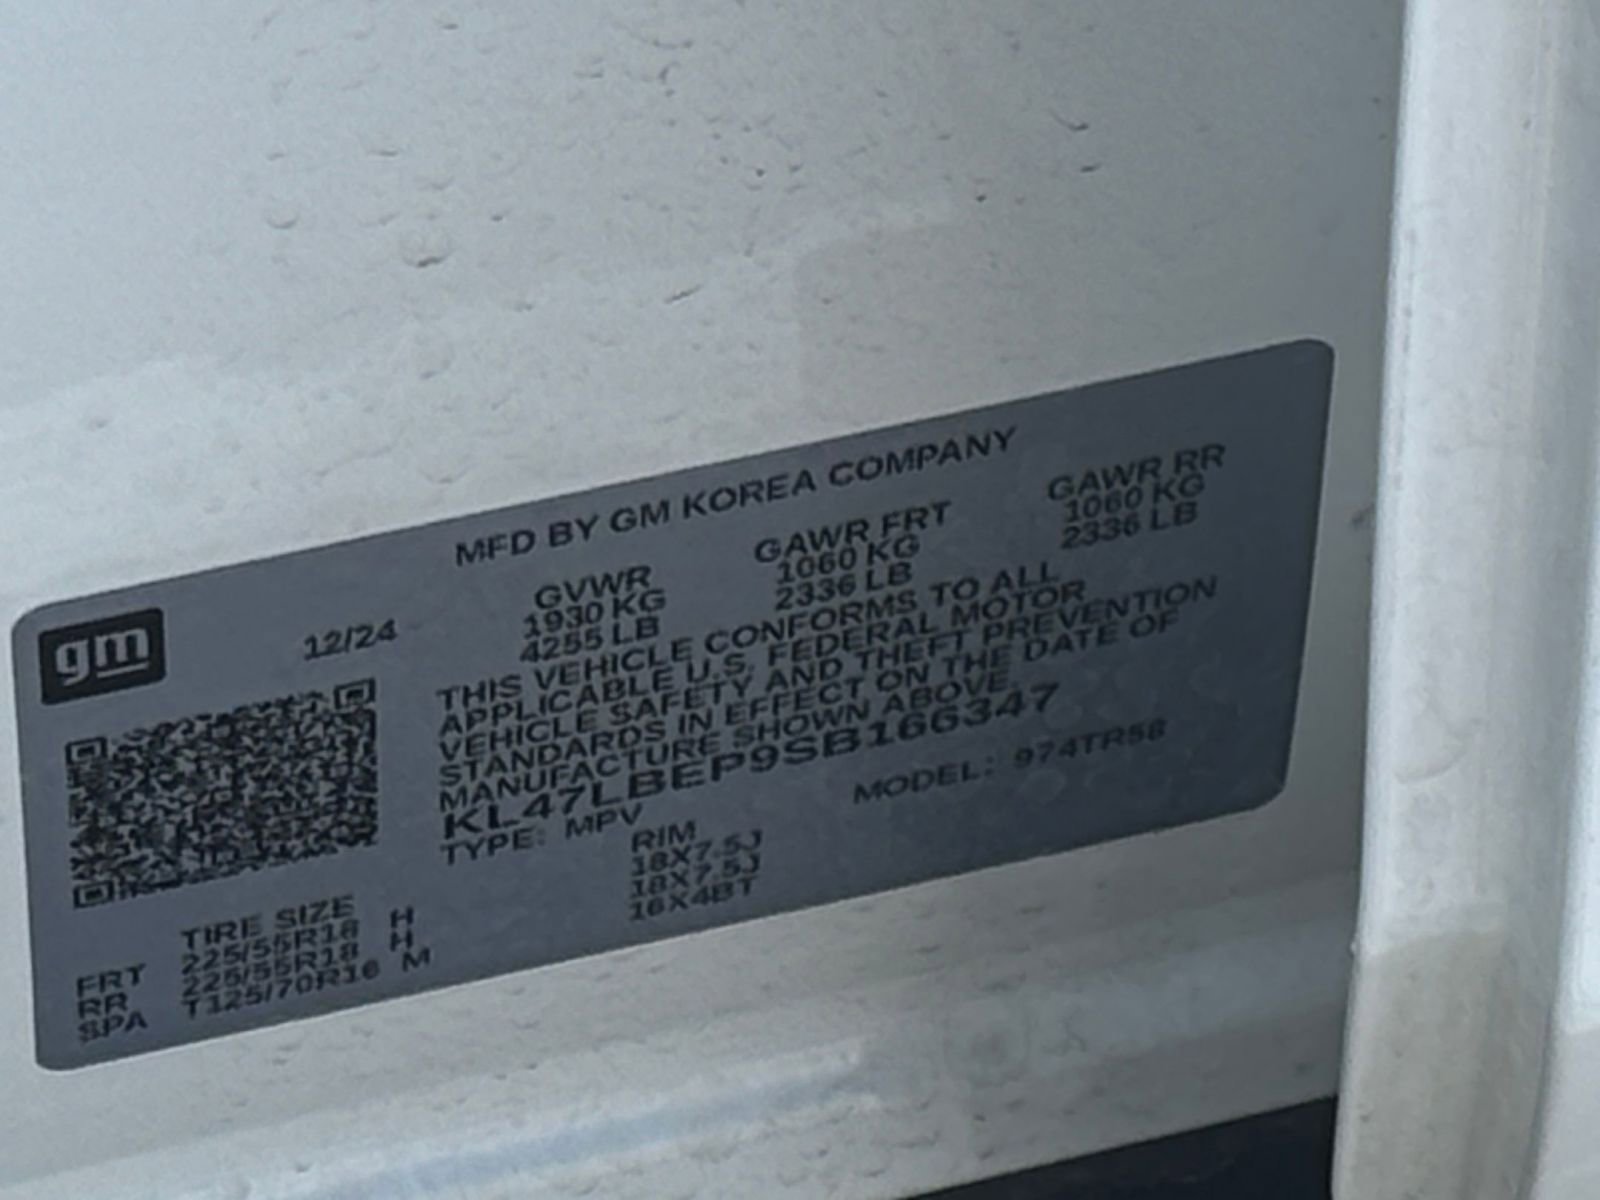 MFD BY GM KOREA COMPANY
gm
12/24
GVWR GAWR FRT GAWR RR
1930 KG 1060 KG 1060 KG
4255 LB 2336 LB 2336 LB
THIS VEHICLE CONFORMS TO ALL
APPLICABLE U.S. FEDERAL MOTOR
VEHICLE SAFETY AND THEFT PREVENTION
STANDARDS IN EFFECT ON THE DATE OF
MANUFACTURE SHOWN ABOVE.
KL47LBEP9SB166347
TYPE: MPV MODEL: 974TR58
TIRE SIZE RIM
FRT 225/55R18 H 18X7.5J
RR 225/55R18 H 18X7.5J
SPA T125/70R16 M 16X4BT